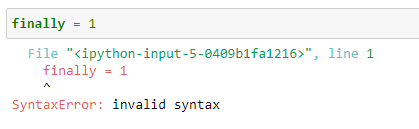 finally = 1
File "<ipython-input-5-0409b1fa1216>", line 1
finally = 1
^
SyntaxError: invalid syntax